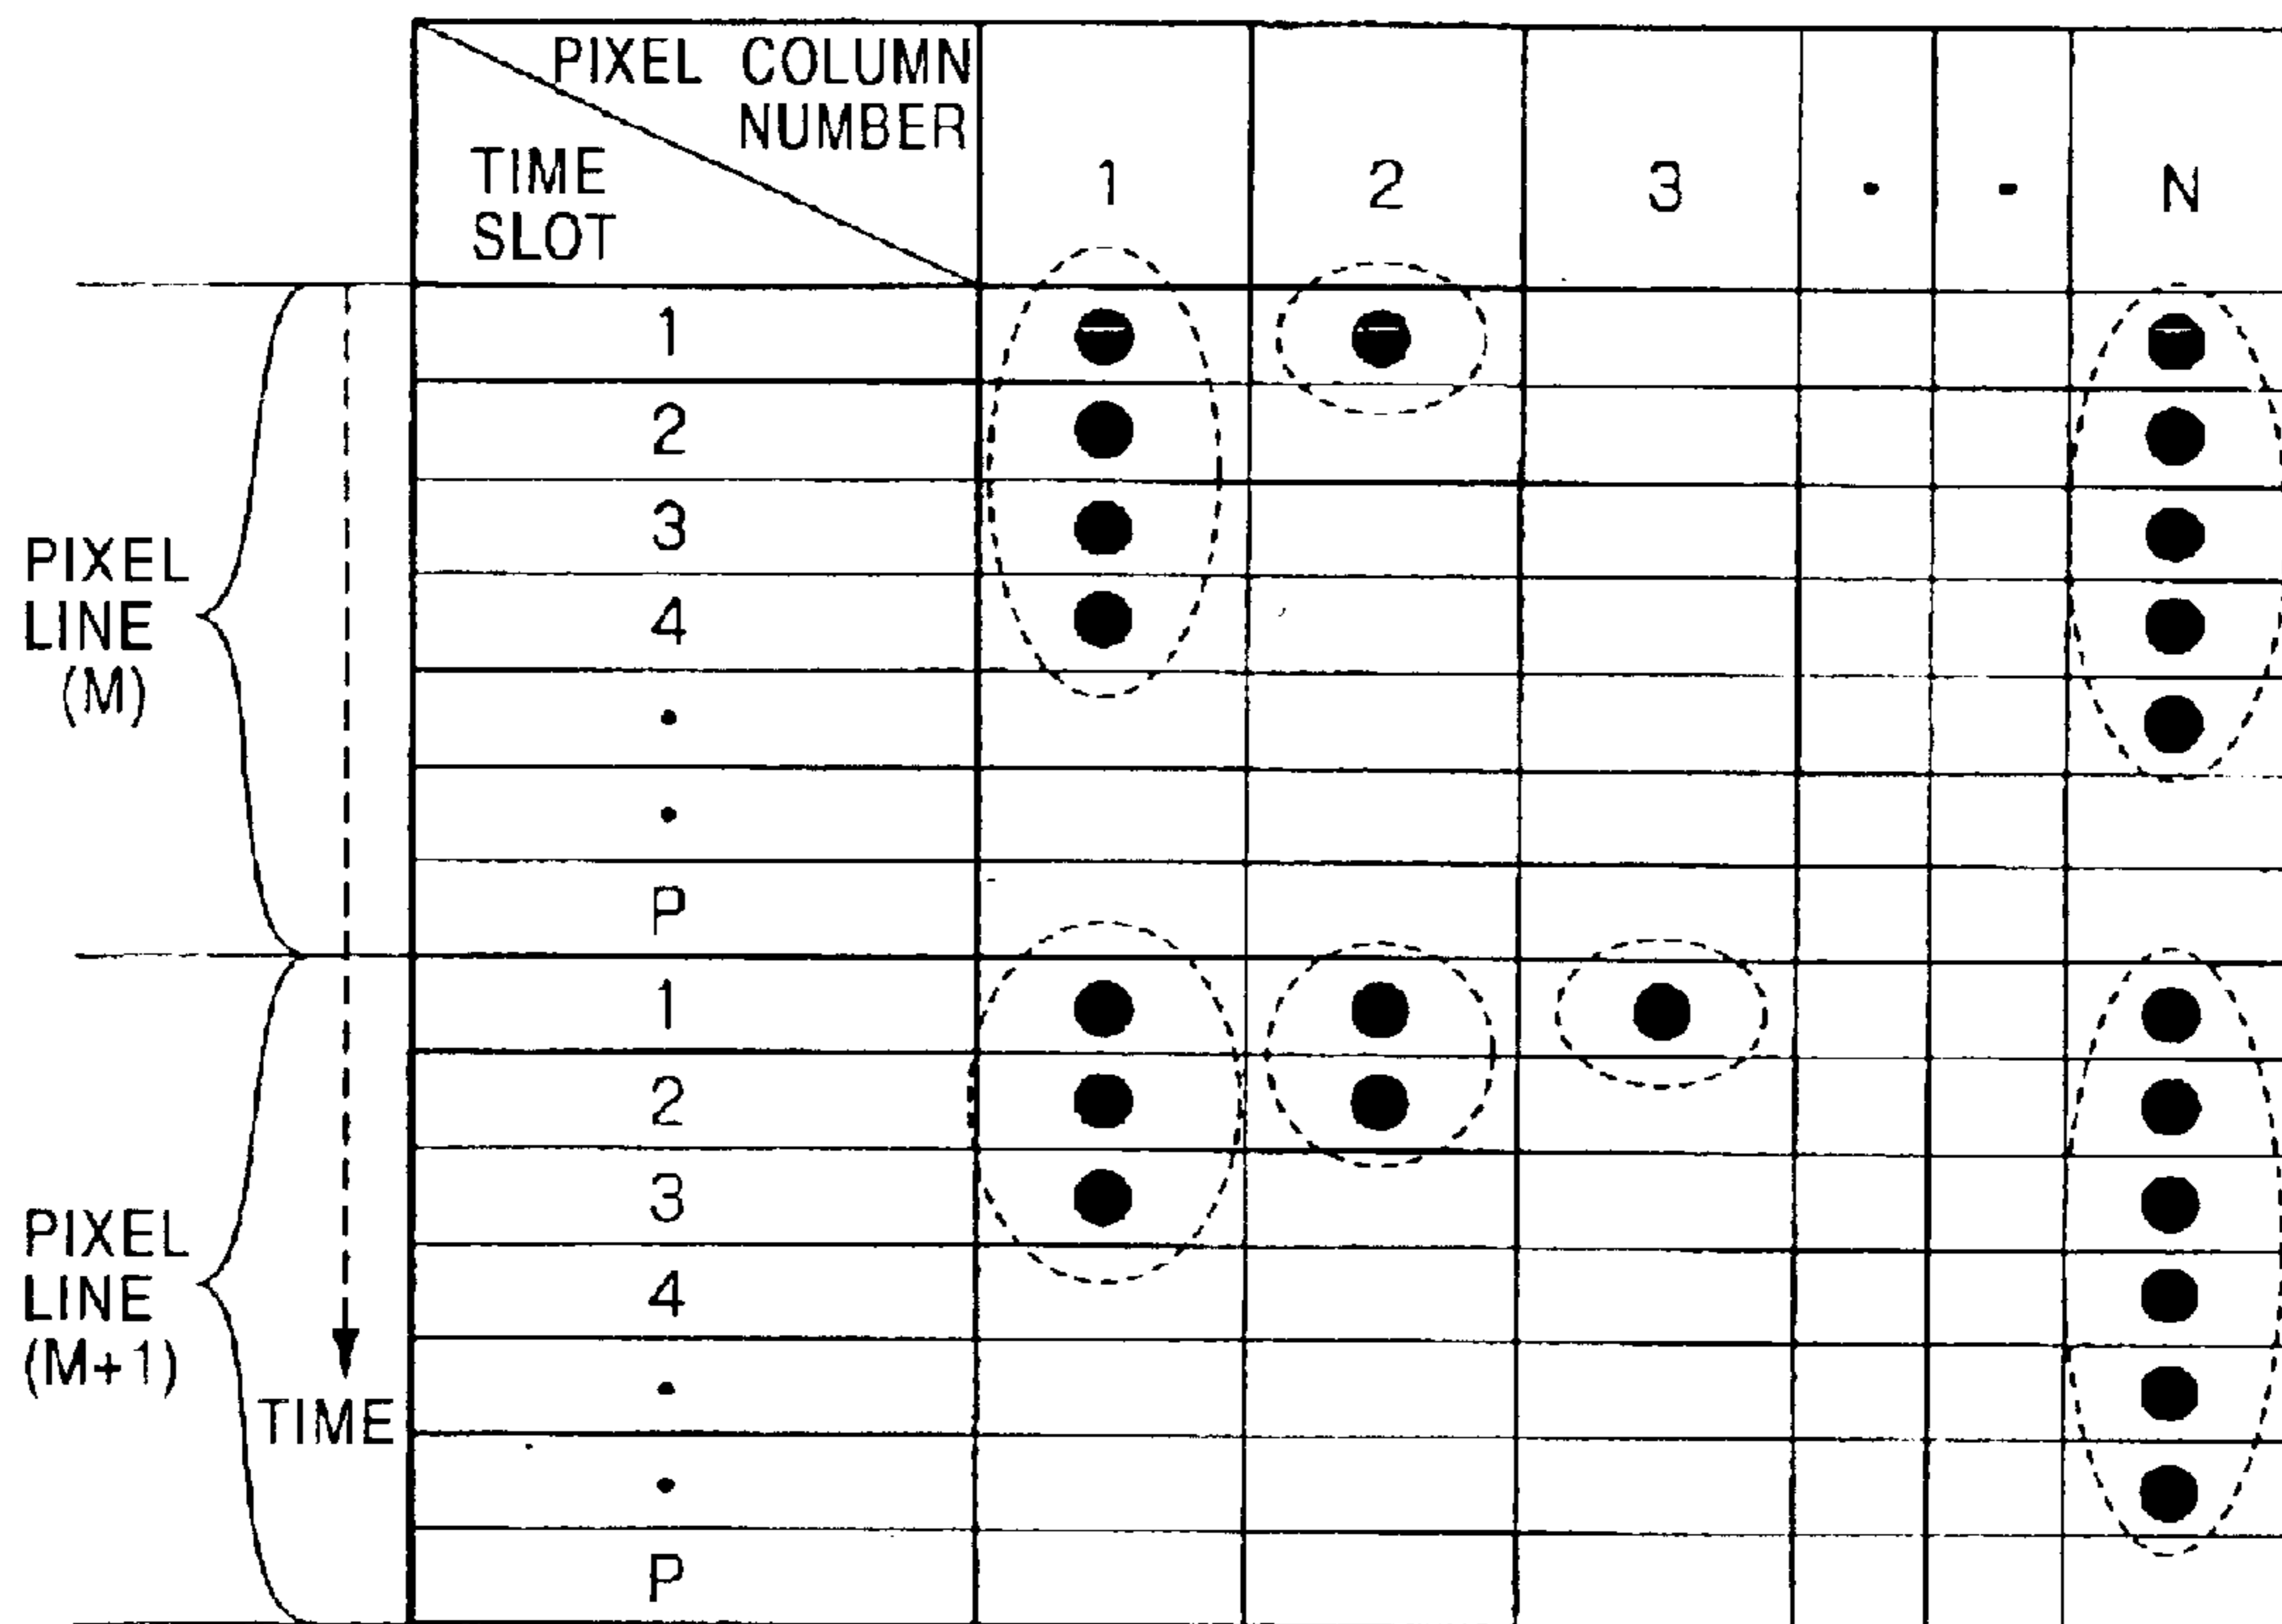 PIXEL COLUMN
NUMBER
TIME
SLOT
1 2 3 · - N
PIXEL
LINE
(M)
1
2
3
4
·
·
P
PIXEL
LINE
(M+1)
1
2
3
4
·
·
P
TIME